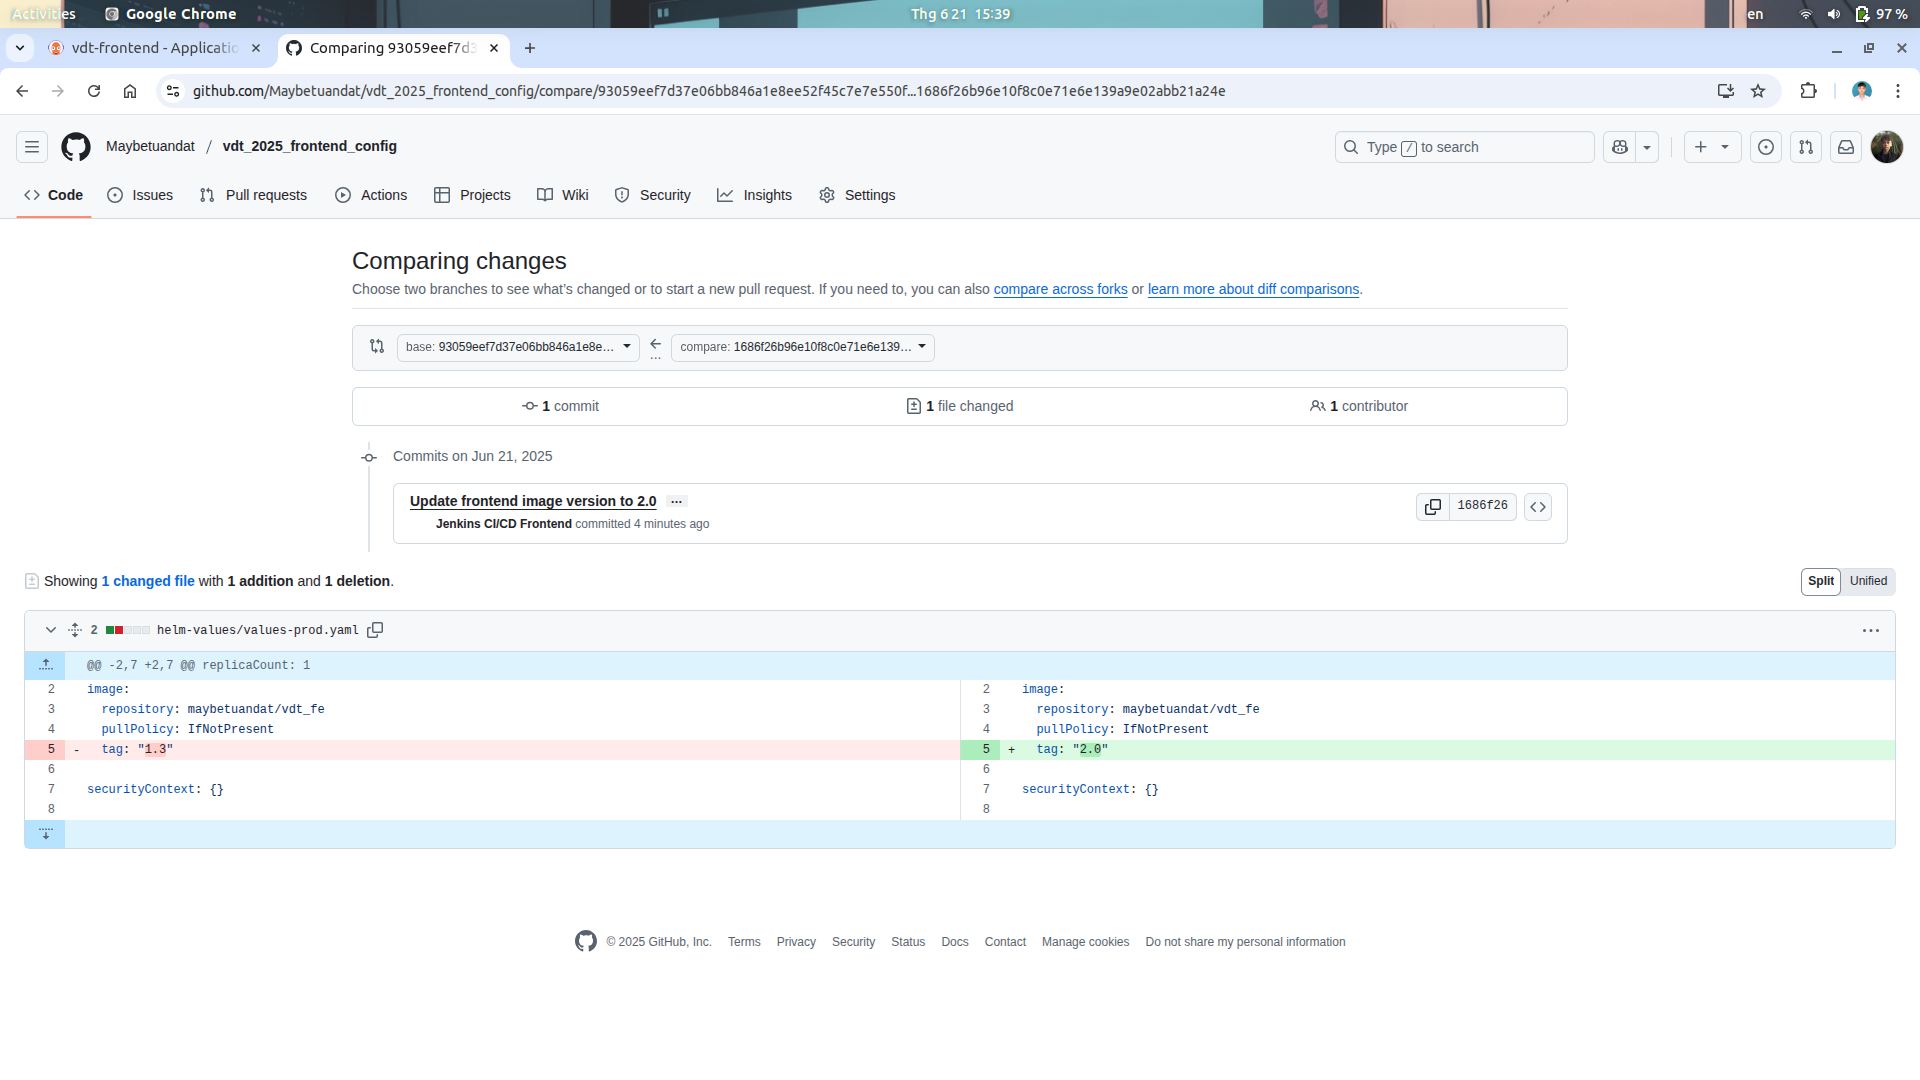 Activities Google Chrome Thg 6 21 15:39 en 97 %
vdt-frontend - Applicatio Comparing 93059eef7d3
github.com/Maybetuandat/vdt_2025_frontend_config/compare/93059eef7d37e06bb846a1e8ee52f45c7e7e550f...1686f26b96e10f8c0e71e6e139a9e02abb21a24e
Maybetuandat / vdt_2025_frontend_config Type / to search
Code Issues Pull requests Actions Projects Wiki Security Insights Settings
Comparing changes
Choose two branches to see what's changed or to start a new pull request. If you need to, you can also compare across forks or learn more about diff comparisons.
base: 93059eef7d37e06bb846a1e8e... ... compare: 1686f26b96e10f8c0e71e6e139...
1 commit 1 file changed 1 contributor
Commits on Jun 21, 2025
Update frontend image version to 2.0 ...
Jenkins CI/CD Frontend committed 4 minutes ago 1686f26
Showing 1 changed file with 1 addition and 1 deletion. Split Unified
2 helm-values/values-prod.yaml
@@ -2,7 +2,7 @@ replicaCount: 1
2 image: 2 image:
3 repository: maybetuandat/vdt_fe 3 repository: maybetuandat/vdt_fe
4 pullPolicy: IfNotPresent 4 pullPolicy: IfNotPresent
5 - tag: "1.3" 5 + tag: "2.0"
6 6
7 securityContext: {} 7 securityContext: {}
8 8
© 2025 GitHub, Inc. Terms Privacy Security Status Docs Contact Manage cookies Do not share my personal information